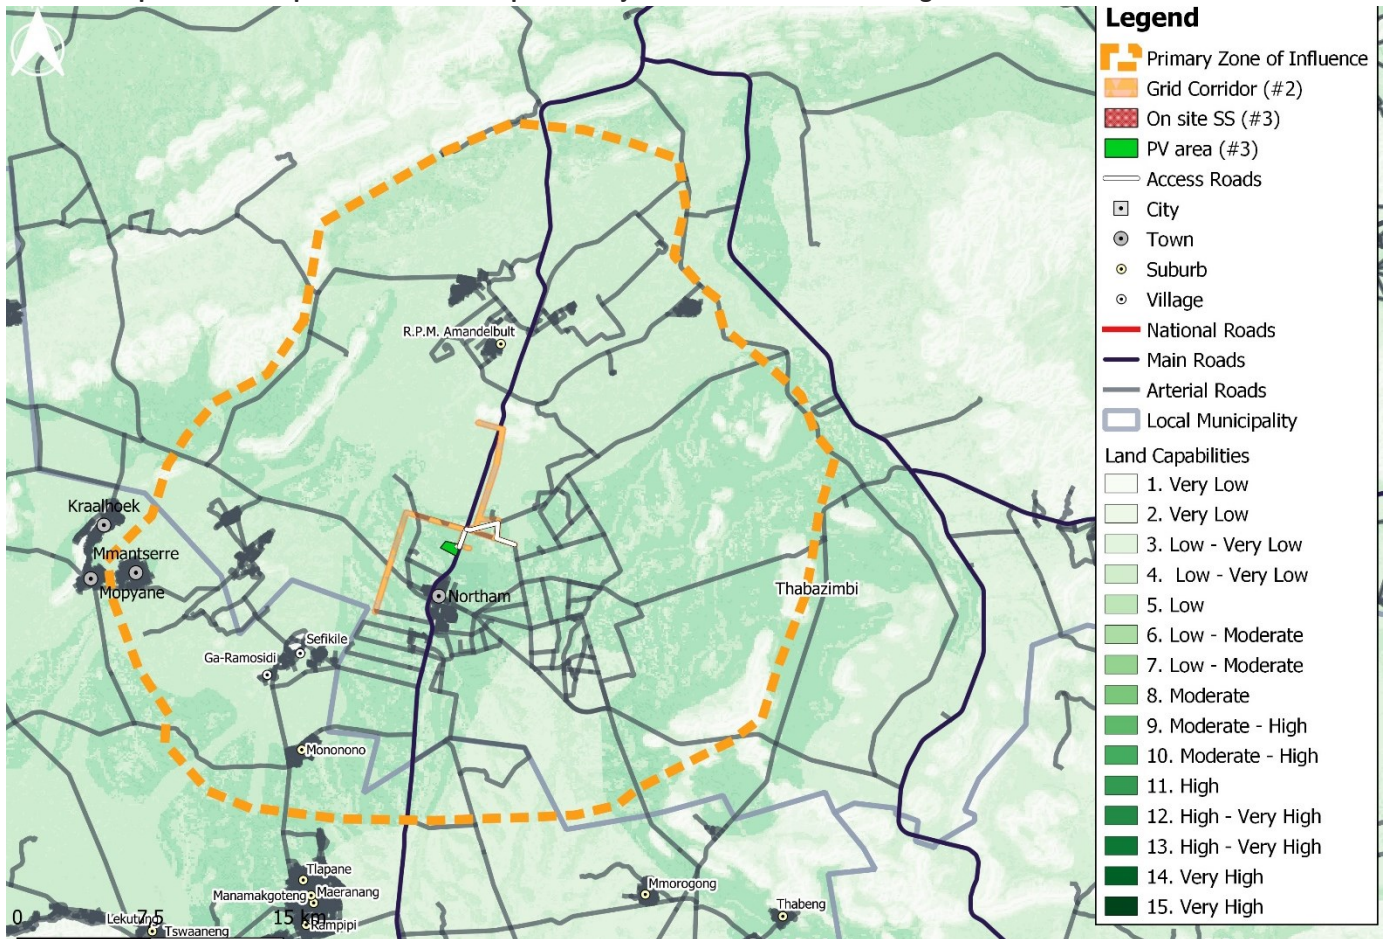 Legend
Primary Zone of Influence
Grid Corridor (#2)
On site SS (#3)
PV area (#3)
Access Roads
City
Town
Suburb
Village
National Roads
Main Roads
Arterial Roads
Local Municipality
Land Capabilities
1. Very Low
2. Very Low
3. Low - Very Low
4. Low - Very Low
5. Low
6. Low - Moderate
7. Low - Moderate
8. Moderate
9. Moderate - High
10. Moderate - High
11. High
12. High - Very High
13. High - Very High
14. Very High
15. Very High
R.P.M. Amandelbult
Kraalhoek
Mmantserre
Mopyane
Northam
Thabazimbi
Sefikile
Ga-Ramosidi
Mononono
Tlapane
Manamakgoteng
Maeranang
Rampipi
Mmorogong
Thabeng
Lekutung
Tswaaneng
0 7.5 15 km